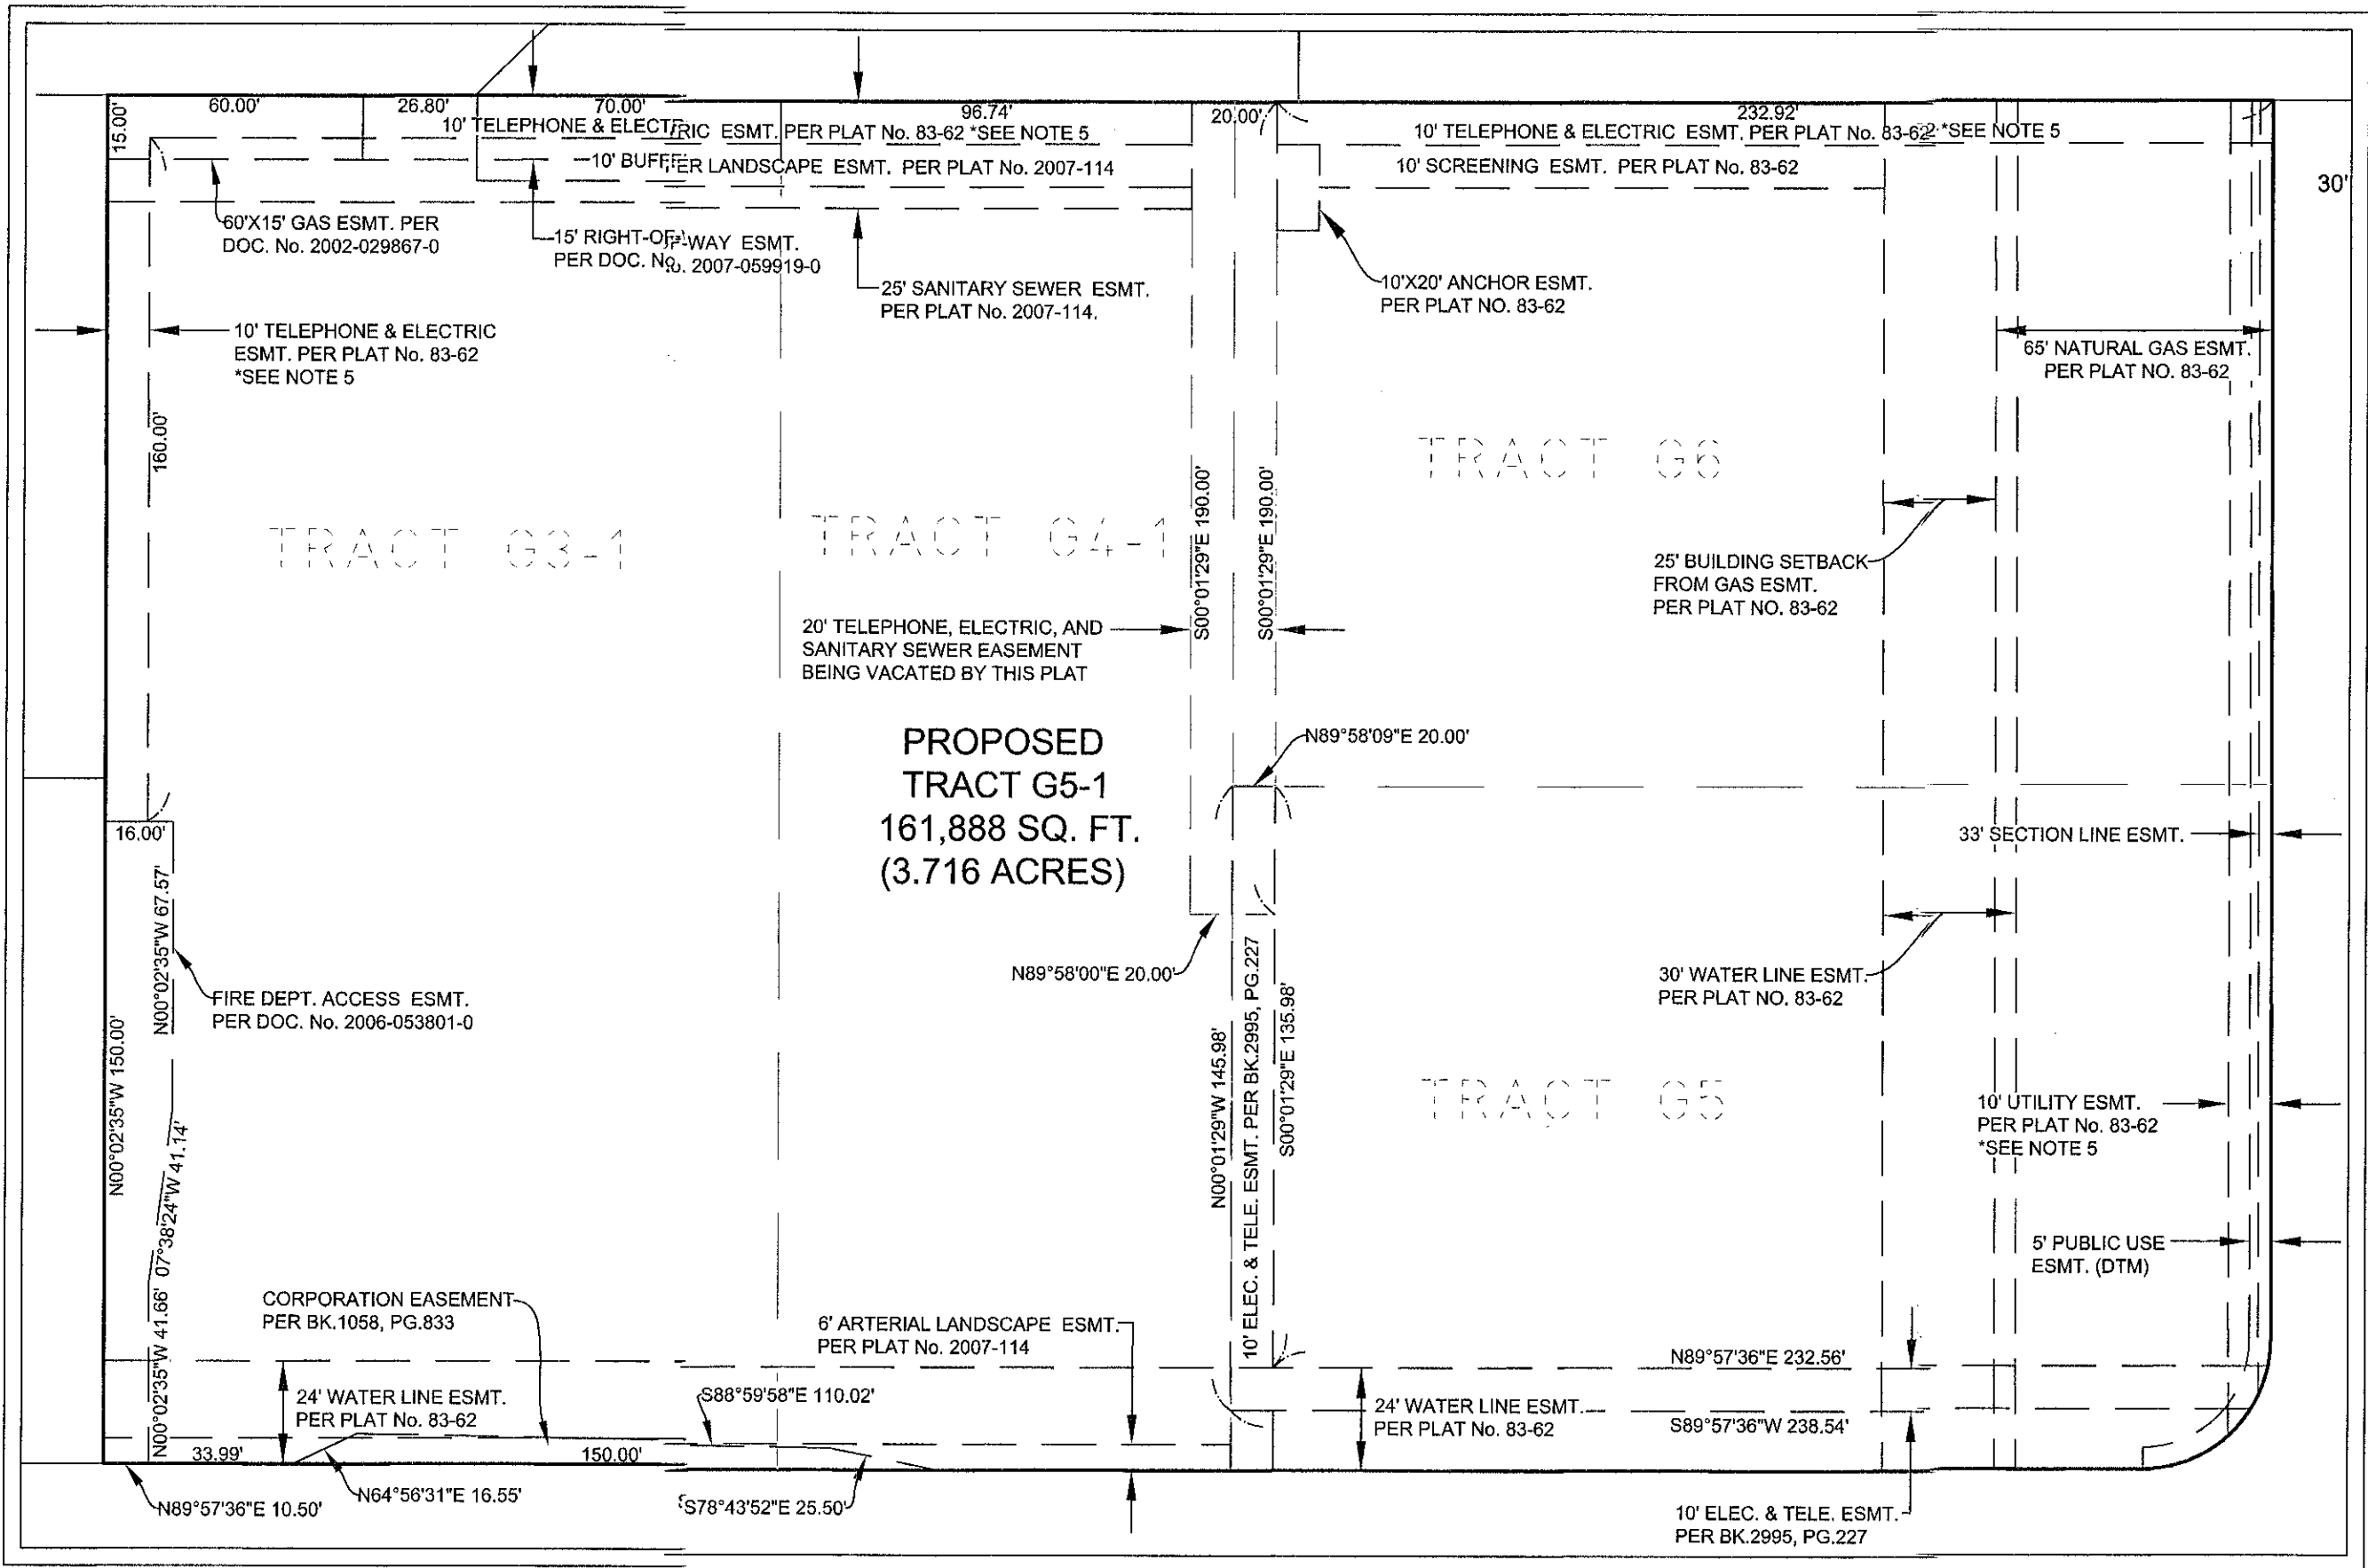 60.00'
26.80'
70.00'
96.74'
20.00'
232.92'
15.00'
10' TELEPHONE & ELECTRIC ESMT. PER PLAT No. 83-62 *SEE NOTE 5
10' TELEPHONE & ELECTRIC ESMT. PER PLAT No. 83-62 *SEE NOTE 5
10' BUFFER LANDSCAPE ESMT. PER PLAT No. 2007-114
10' SCREENING ESMT. PER PLAT No. 83-62
30'
60'X15' GAS ESMT. PER
DOC. No. 2002-029867-0
15' RIGHT-OF-WAY ESMT.
PER DOC. No. 2007-059919-0
25' SANITARY SEWER ESMT.
PER PLAT No. 2007-114.
10'X20' ANCHOR ESMT.
PER PLAT NO. 83-62
10' TELEPHONE & ELECTRIC
ESMT. PER PLAT No. 83-62
*SEE NOTE 5
65' NATURAL GAS ESMT.
PER PLAT NO. 83-62
160.00'
TRACT G3-1
TRACT G4-1
TRACT G6
S00°01'29"E 190.00'
S00°01'29"E 190.00'
25' BUILDING SETBACK
FROM GAS ESMT.
PER PLAT NO. 83-62
20' TELEPHONE, ELECTRIC, AND
SANITARY SEWER EASEMENT
BEING VACATED BY THIS PLAT
PROPOSED
TRACT G5-1
161,888 SQ. FT.
(3.716 ACRES)
N89°58'09"E 20.00'
16.00'
33' SECTION LINE ESMT.
N00°02'35"W 67.57'
N89°58'00"E 20.00'
30' WATER LINE ESMT.
PER PLAT NO. 83-62
FIRE DEPT. ACCESS ESMT.
PER DOC. No. 2006-053801-0
N00°02'35"W 150.00'
07°38'24"W 41.14'
N00°02'35"W 41.66'
N00°01'29"W 145.98'
10' ELEC. & TELE. ESMT. PER BK.2995, PG.227
S00°01'29"E 135.98'
TRACT G5
10' UTILITY ESMT.
PER PLAT No. 83-62
*SEE NOTE 5
5' PUBLIC USE
ESMT. (DTM)
CORPORATION EASEMENT
PER BK.1058, PG.833
6' ARTERIAL LANDSCAPE ESMT.
PER PLAT No. 2007-114
N89°57'36"E 232.56'
24' WATER LINE ESMT.
PER PLAT No. 83-62
S88°59'58"E 110.02'
24' WATER LINE ESMT.
PER PLAT No. 83-62
S89°57'36"W 238.54'
33.99'
150.00'
N89°57'36"E 10.50'
N64°56'31"E 16.55'
S78°43'52"E 25.50'
10' ELEC. & TELE. ESMT.
PER BK.2995, PG.227